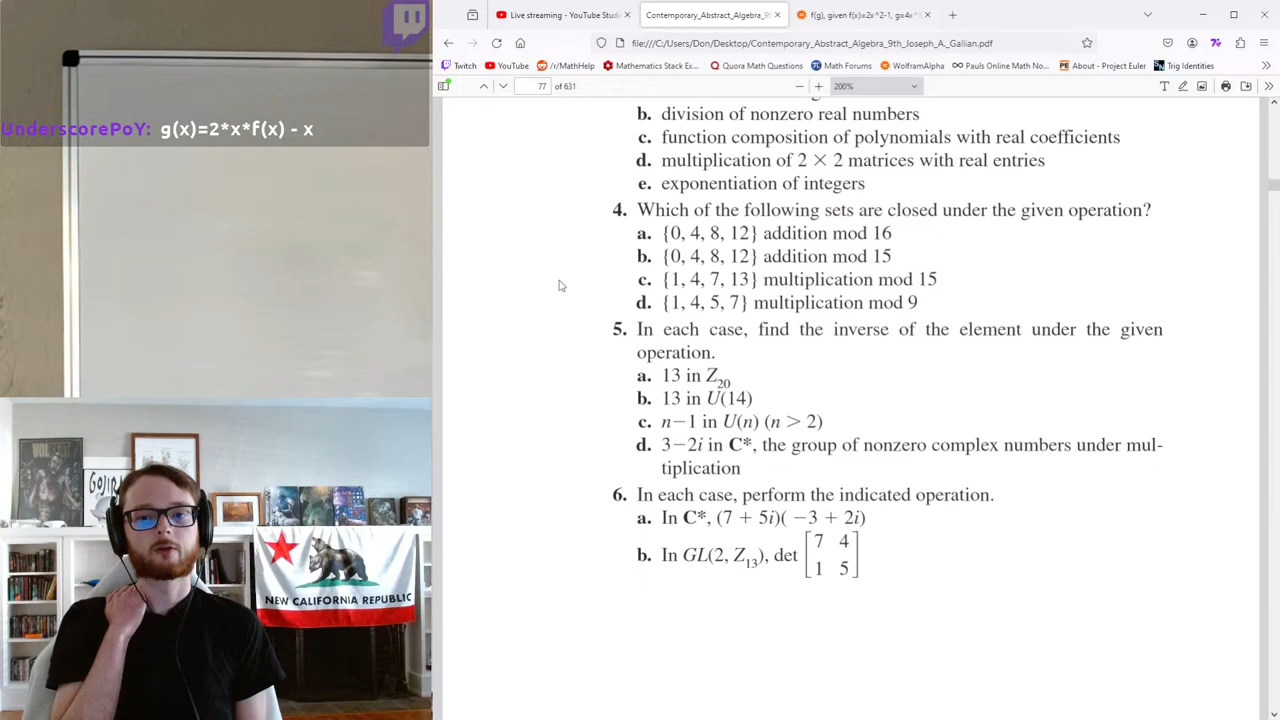 UnderscorePoY: g(x)=2*x*f(x) - x
VOLBEAT
GOJIRA
NEW CALIFORNIA REPUBLIC
Live streaming - YouTube Studi
Contemporary_Abstract_Algebra_9th
f(g), given f(x)=2x^2-1, g=4x^
file:///C:/Users/Don/Desktop/Contemporary_Abstract_Algebra_9th_Joseph_A._Gallian.pdf
Twitch
YouTube
/r/MathHelp
Mathematics Stack Ex...
Quora Math Questions
Math Forums
WolframAlpha
Pauls Online Math No...
About - Project Euler
Trig Identities
77 of 631
200%
b. division of nonzero real numbers
c. function composition of polynomials with real coefficients
d. multiplication of 2 × 2 matrices with real entries
e. exponentiation of integers
4. Which of the following sets are closed under the given operation?
a. {0, 4, 8, 12} addition mod 16
b. {0, 4, 8, 12} addition mod 15
c. {1, 4, 7, 13} multiplication mod 15
d. {1, 4, 5, 7} multiplication mod 9
5. In each case, find the inverse of the element under the given
operation.
a. 13 in Z20
b. 13 in U(14)
c. n−1 in U(n) (n > 2)
d. 3−2i in C*, the group of nonzero complex numbers under mul-
tiplication
6. In each case, perform the indicated operation.
a. In C*, (7 + 5i)( −3 + 2i)
b. In GL(2, Z13), det [7 4
1 5]